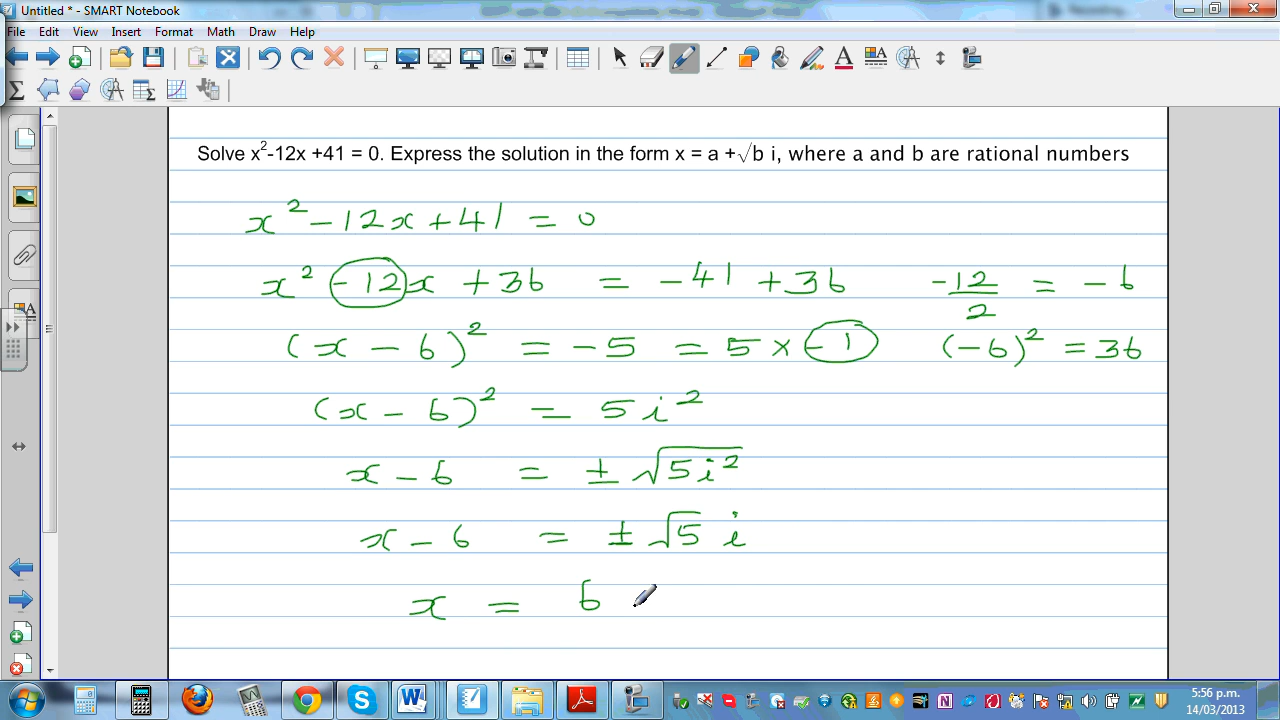 Untitled * - SMART Notebook
File Edit View Insert Format Math Draw Help
Solve x²-12x +41 = 0. Express the solution in the form x = a +√b i, where a and b are rational numbers
x² - 12x + 41 = 0
x² - 12x + 36 = -41 + 36
-12/2 = -6
(x - 6)² = -5 = 5 × -1
(-6)² = 36
(x - 6)² = 5i²
x - 6 = ± √5i²
x - 6 = ± √5 i
x = 6
5:56 p.m.
14/03/2013